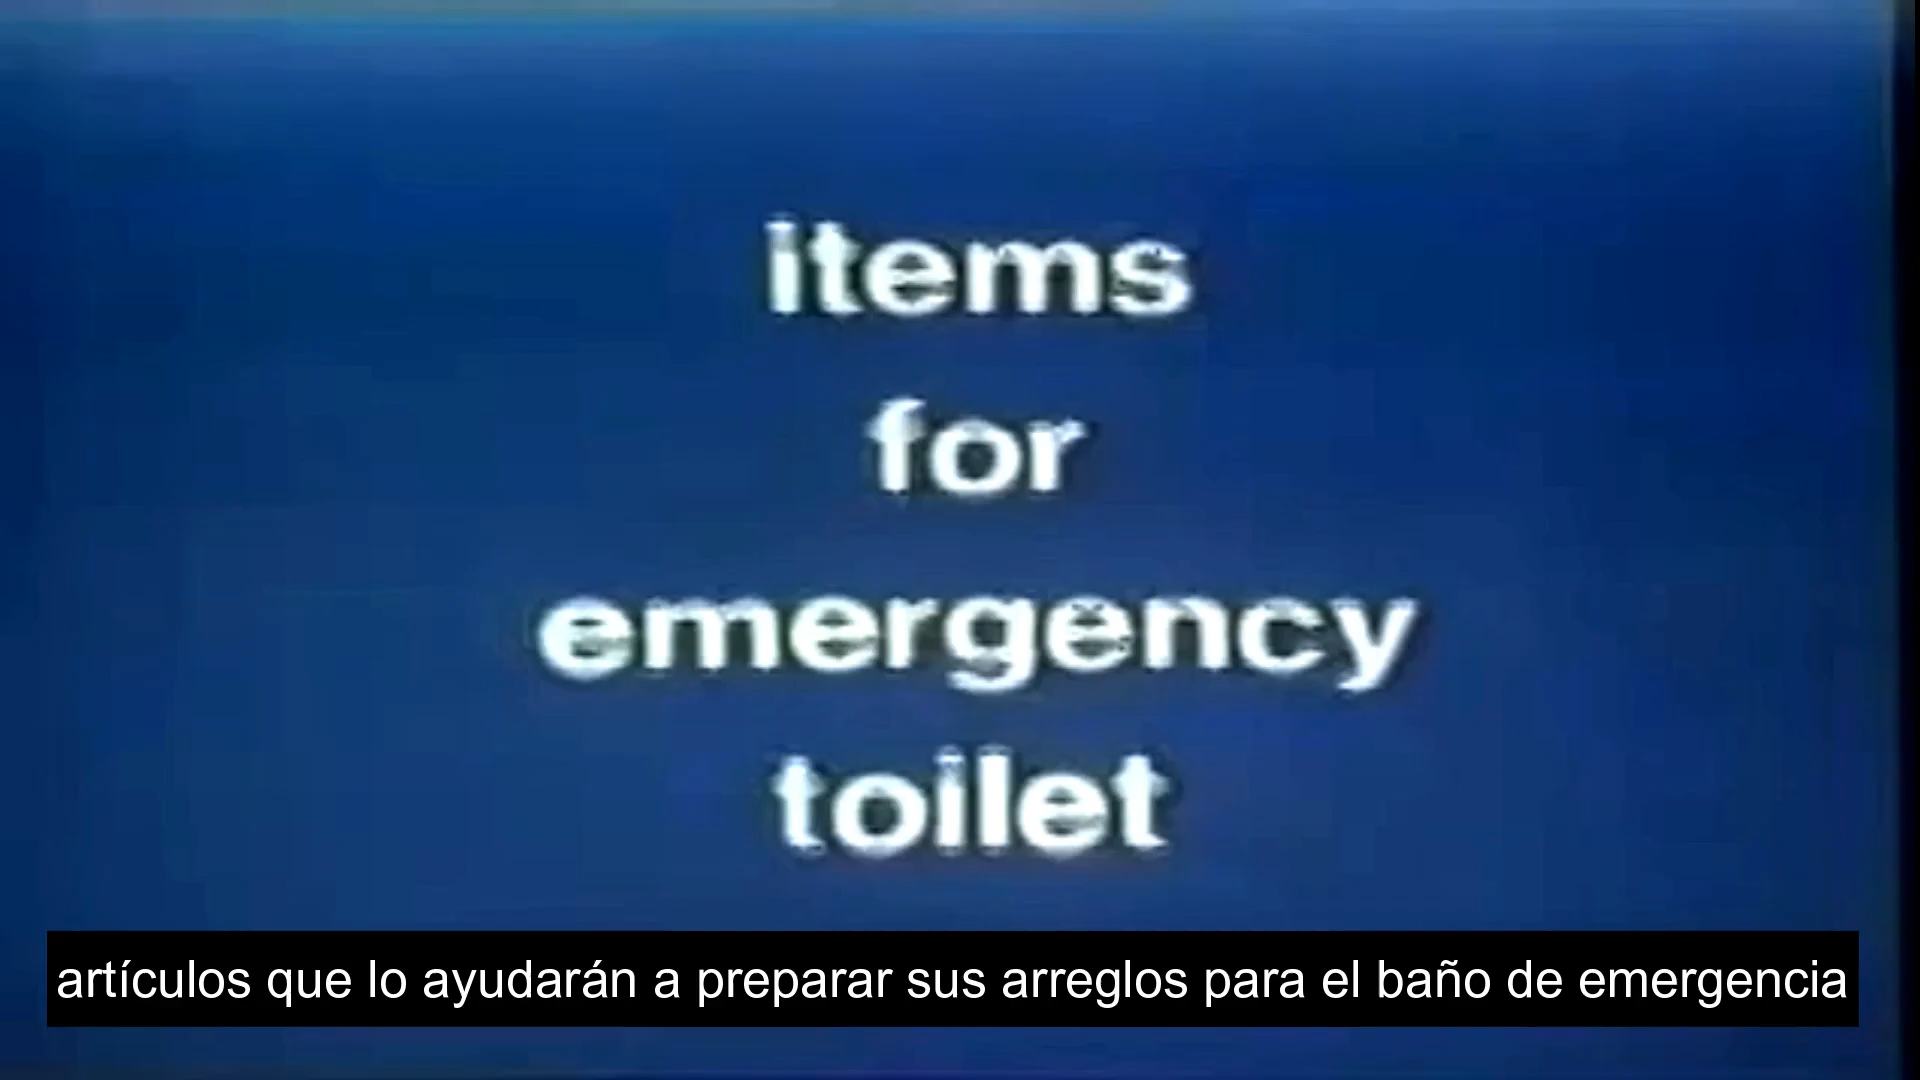 items
for
emergency
toilet
artículos que lo ayudarán a preparar sus arreglos para el baño de emergencia